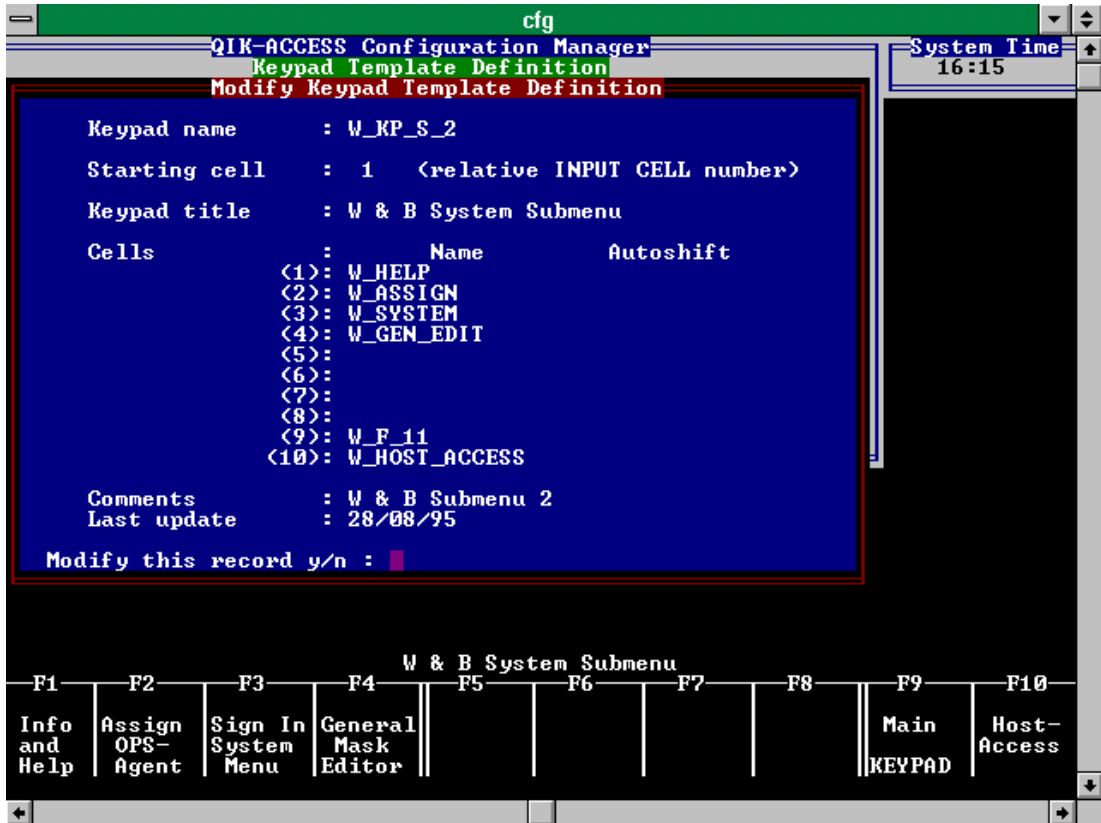 cfg
QIK-ACCESS Configuration Manager
System Time
Keypad Template Definition
16:15
Modify Keypad Template Definition
Keypad name : W_KP_S_2
Starting cell : 1 (relative INPUT CELL number)
Keypad title : W & B System Submenu
Cells : Name Autoshift
(1): W_HELP
(2): W_ASSIGN
(3): W_SYSTEM
(4): W_GEN_EDIT
(5):
(6):
(7):
(8):
(9): W_F_11
(10): W_HOST_ACCESS
Comments : W & B Submenu 2
Last update : 28/08/95
Modify this record y/n :
W & B System Submenu
F1 F2 F3 F4 F5 F6 F7 F8 F9 F10
Info Assign Sign In General Main Host-
and OPS- System Mask Access
Help Agent Menu Editor KEYPAD